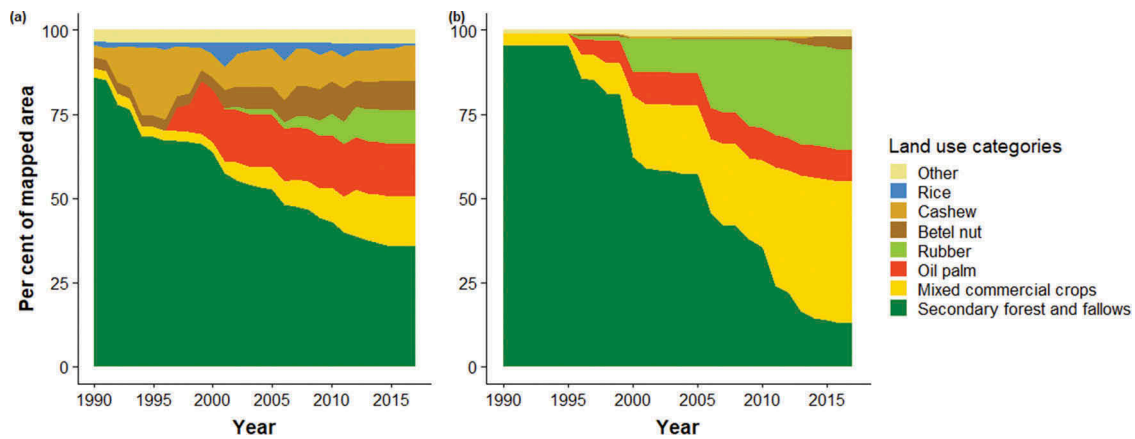 (a)
(b)
Per cent of mapped area
100
75
50
25
0
1990 1995 2000 2005 2010 2015
Year
100
75
50
25
0
1990 1995 2000 2005 2010 2015
Year
Land use categories
Other
Rice
Cashew
Betel nut
Rubber
Oil palm
Mixed commercial crops
Secondary forest and fallows